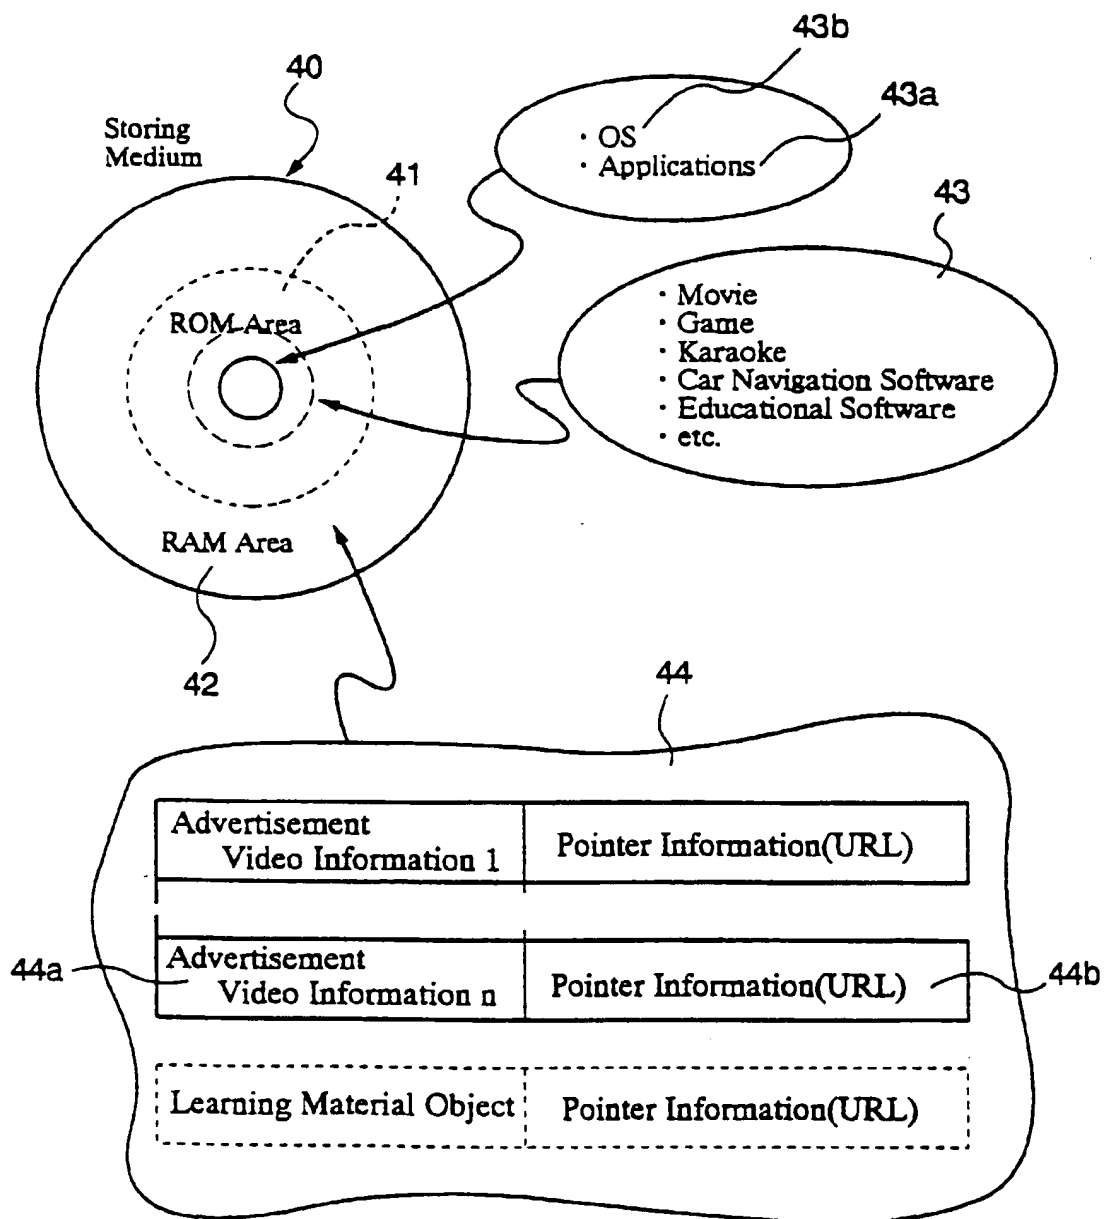 43b
40
43a
Storing
Medium
· OS
· Applications
41
43
ROM Area
· Movie
· Game
· Karaoke
· Car Navigation Software
· Educational Software
· etc.
RAM Area
42
44
Advertisement
Video Information 1
Pointer Information(URL)
44a
Advertisement
Video Information n
Pointer Information(URL)
44b
Learning Material Object
Pointer Information(URL)